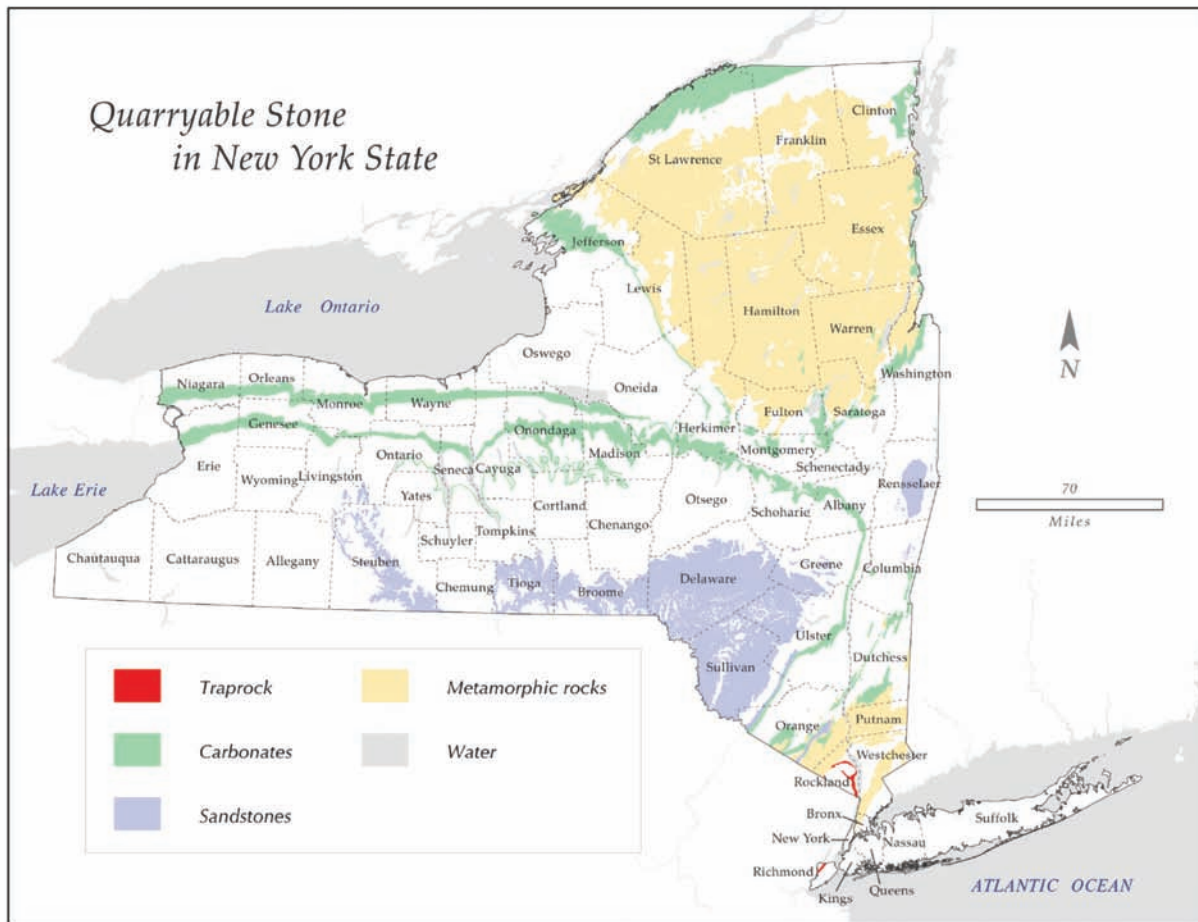 Quarryable Stone
in New York State
Clinton
Franklin
St Lawrence
Essex
Jefferson
Lewis
Hamilton
Warren
Lake Ontario
Oswego
Oneida
Washington
N
Niagara
Orleans
Monroe
Wayne
Fulton
Saratoga
Herkimer
Genesee
Onondaga
Madison
Montgomery
Schenectady
Ontario
Seneca
Cayuga
Erie
Wyoming
Livingston
Rensselaer
Lake Erie
Yates
Cortland
Otsego
Schoharie
Albany
70
Miles
Tompkins
Chenango
Schuyler
Chautauqua
Cattaraugus
Allegany
Steuben
Chemung
Tioga
Broome
Delaware
Greene
Columbia
Ulster
Sullivan
Dutchess
Traprock
Metamorphic rocks
Orange
Putnam
Carbonates
Water
Westchester
Rockland
Sandstones
Bronx
New York
Nassau
Suffolk
Richmond
Kings
Queens
ATLANTIC OCEAN